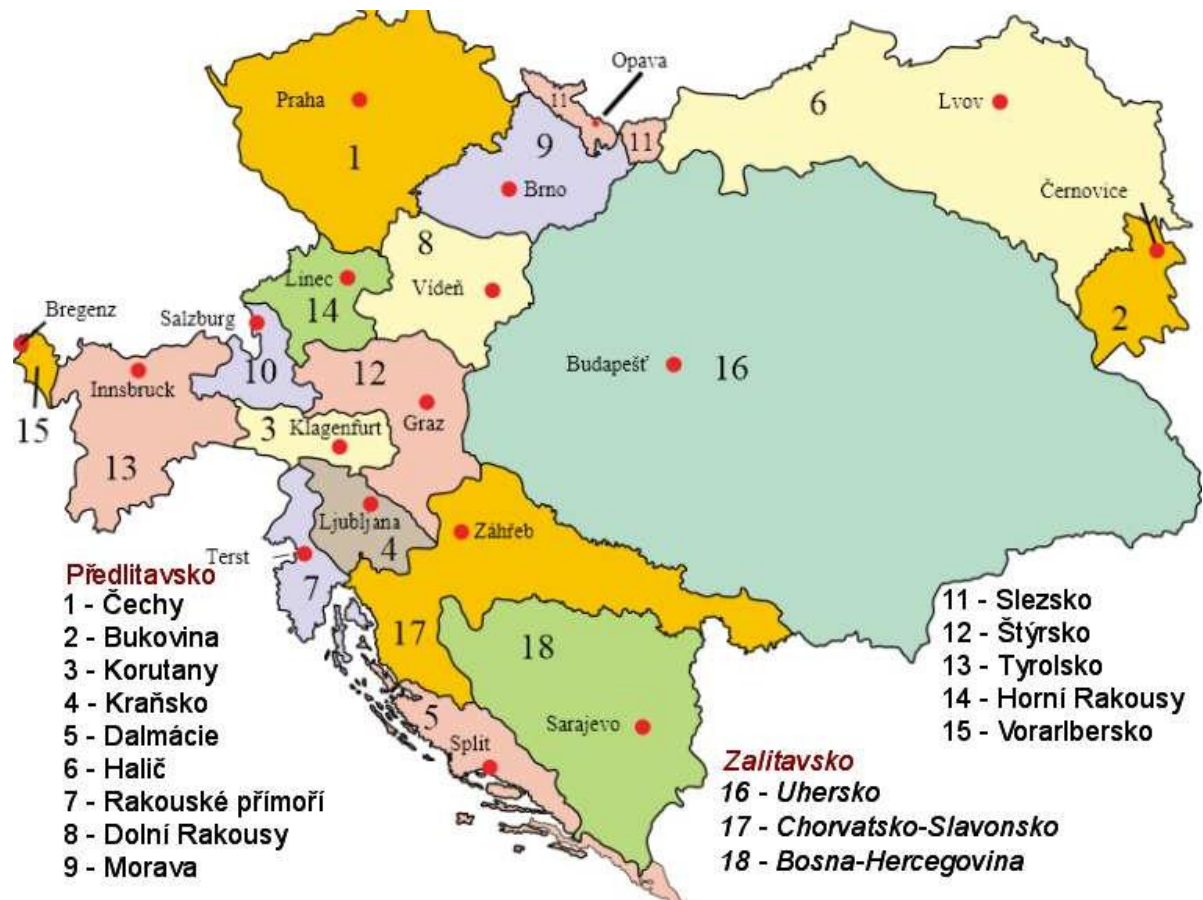 Opava
Praha
11
6
Lvov
1
9
11
Brno
Černovice
8
Línec
Vídeň
14
Bregenz
Salzburg
2
Budapešť
16
10
12
Innsbruck
15
3
Klagenfurt
Graz
13
Ljubljana
Záhřeb
4
Terst
7
17
18
5
Split
Sarajevo
Předlitavsko
1 - Čechy
2 - Bukovina
3 - Korutany
4 - Kraňsko
5 - Dalmácie
6 - Halič
7 - Rakouské přímoří
8 - Dolní Rakousy
9 - Morava
11 - Slezsko
12 - Štýrsko
13 - Tyrolsko
14 - Horní Rakousy
15 - Vorarlbersko
Zalitavsko
16 - Uhersko
17 - Chorvatsko-Slavonsko
18 - Bosna-Hercegovina